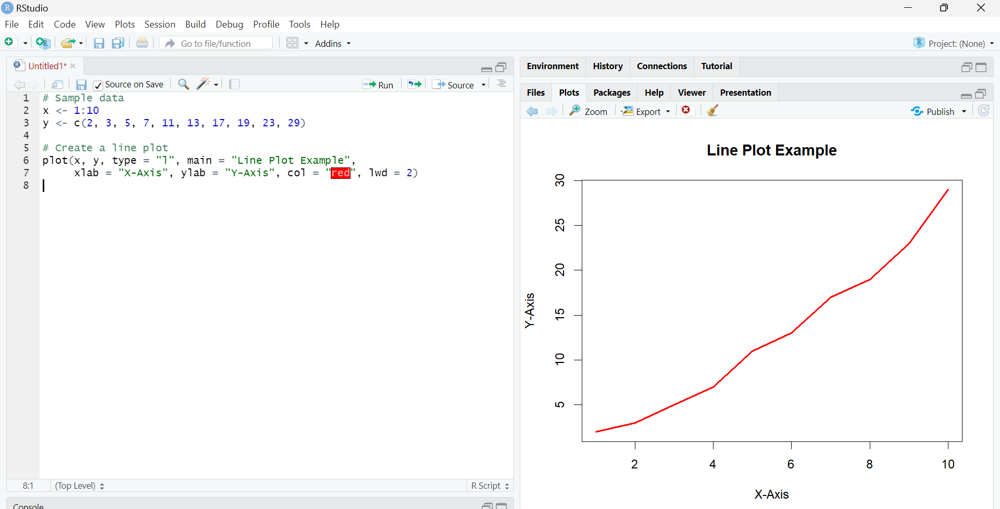 RStudio
File Edit Code View Plots Session Build Debug Profile Tools Help
Go to file/function Addins Project: (None)
Untitled1*
Source on Save Run Source
1 # Sample data
2 x <- 1:10
3 y <- c(2, 3, 5, 7, 11, 13, 17, 19, 23, 29)
4
5 # Create a line plot
6 plot(x, y, type = "l", main = "Line Plot Example",
7 xlab = "X-Axis", ylab = "Y-Axis", col = "red", lwd = 2)
8
8:1 (Top Level) R Script
Console
Environment History Connections Tutorial
Files Plots Packages Help Viewer Presentation
Zoom Export Publish
Line Plot Example
30
25
20
15
10
5
Y-Axis
2 4 6 8 10
X-Axis